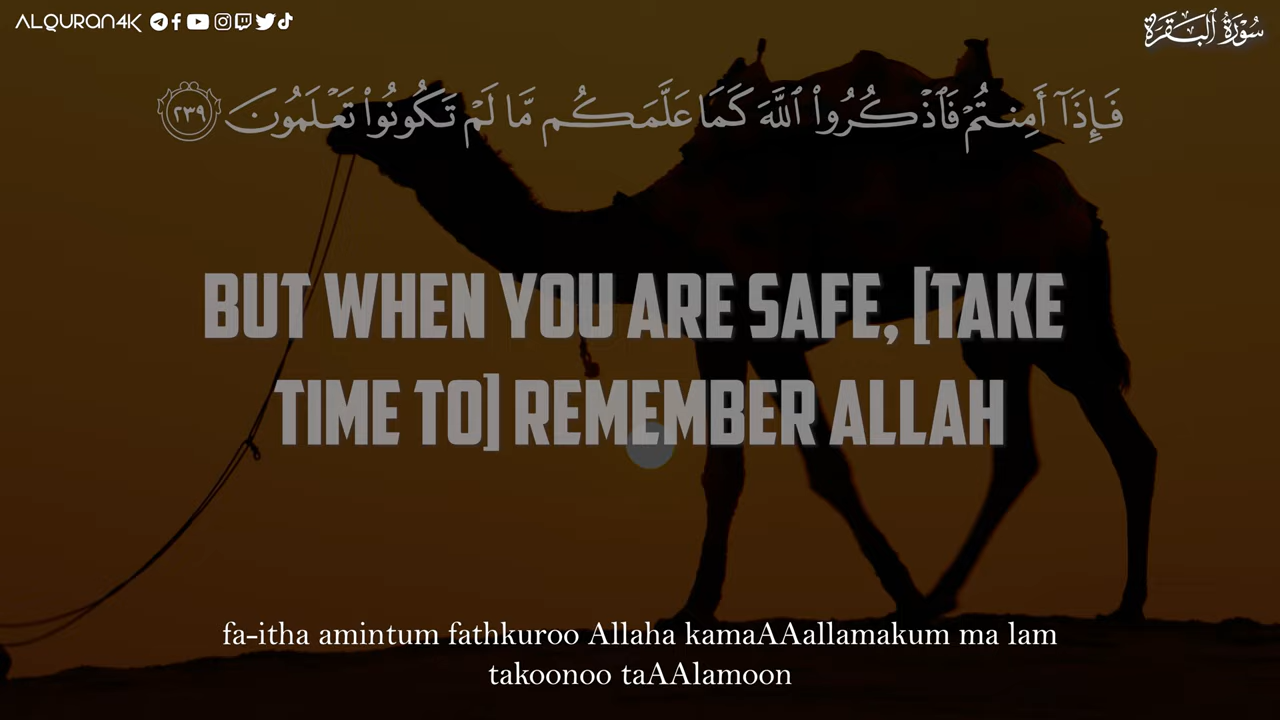 ALQURAN4K
سُورَةُ ٱلْبَقَرَةِ
فَإِذَآ أَمِنتُمْ فَٱذْكُرُوا۟ ٱللَّهَ كَمَا عَلَّمَكُم مَّا لَمْ تَكُونُوا۟ تَعْلَمُونَ ٢٣٩
BUT WHEN YOU ARE SAFE, [TAKE
TIME TO] REMEMBER ALLAH
fa-itha amintum fathkuroo Allaha kamaAAallamakum ma lam
takoonoo taAAlamoon